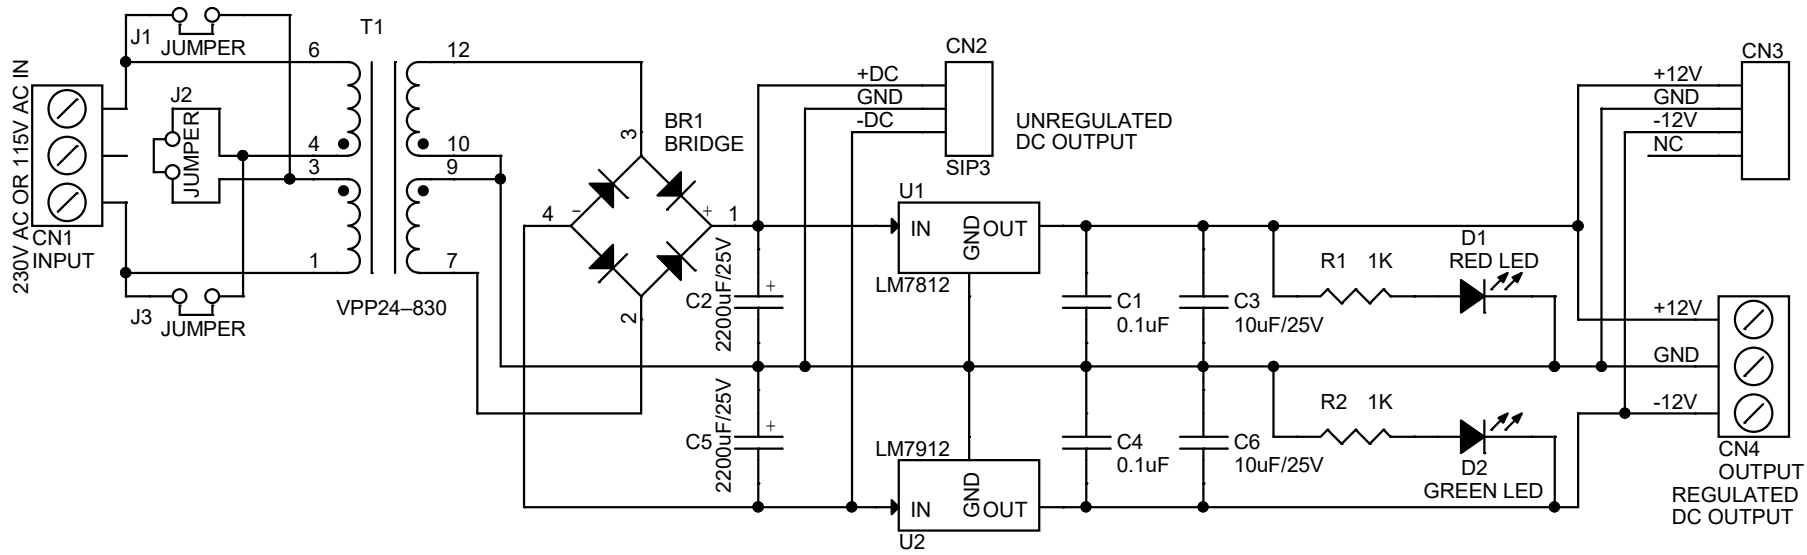 230V AC OR 115V AC IN
CN1
INPUT
J1
JUMPER
J2
JUMPER
J3
JUMPER
T1
6
4
3
1
12
10
9
7
VPP24–830
BR1
BRIDGE
3
4
-
+
1
2
CN2
+DC
GND
-DC
SIP3
UNREGULATED
DC OUTPUT
C2
2200uF/25V
+
C5
2200uF/25V
+
U1
IN
GND
OUT
LM7812
LM7912
IN
GND
OUT
U2
C1
0.1uF
C3
10uF/25V
C4
0.1uF
C6
10uF/25V
R1 1K
D1
RED LED
R2 1K
D2
GREEN LED
CN3
+12V
GND
-12V
NC
+12V
GND
-12V
CN4
OUTPUT
REGULATED
DC OUTPUT